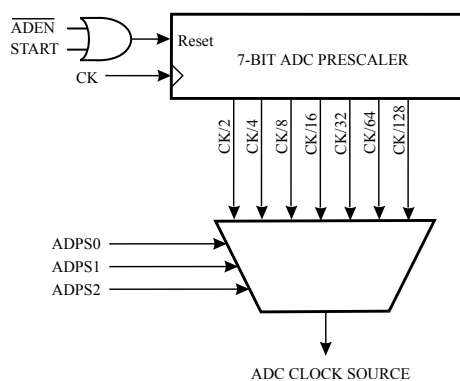 A̅D̅E̅N̅
START
Reset
CK
7-BIT ADC PRESCALER
CK/2
CK/4
CK/8
CK/16
CK/32
CK/64
CK/128
ADPS0
ADPS1
ADPS2
ADC CLOCK SOURCE